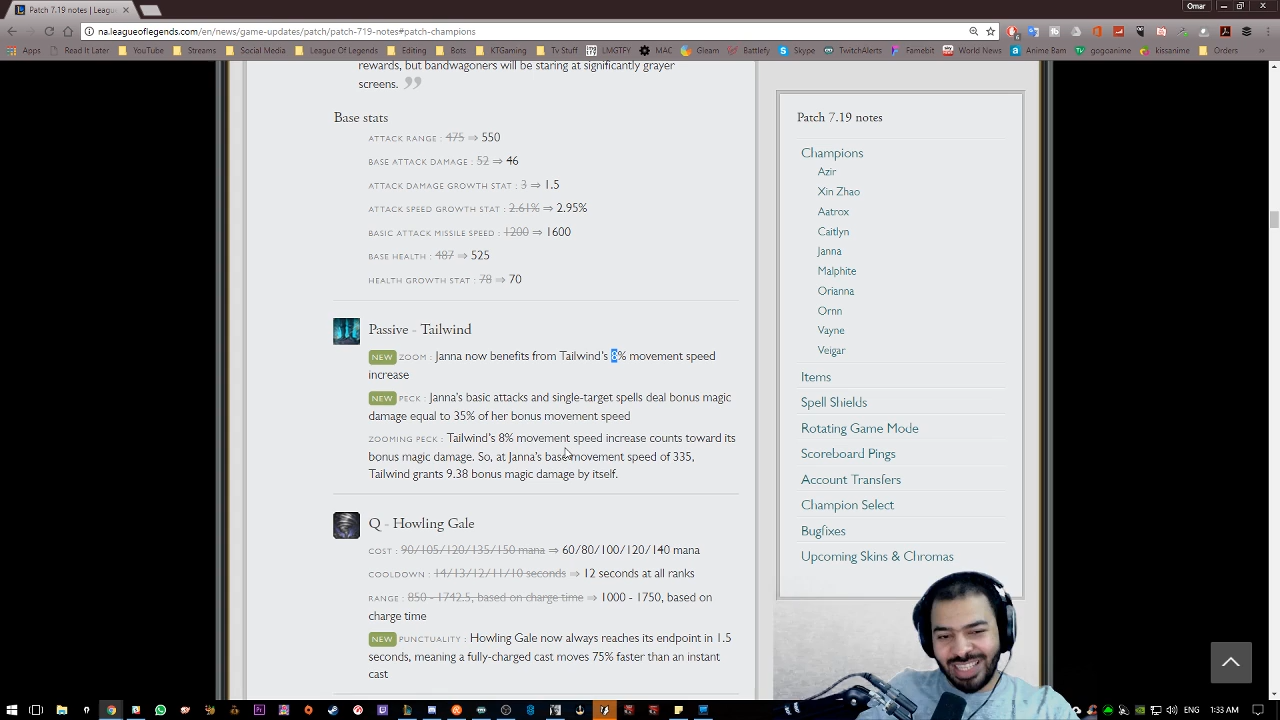 Patch 7.19 notes | Leagu
Omar
na.leagueoflegends.com/en/news/game-updates/patch/patch-719-notes#patch-champions
Apps
Read It Later
YouTube
Streams
Social Media
League Of Legends
Editing
Bots
KTGaming
Tv Stuff
LMGTFY
MAC
Gleam
Battlefy
Skype
TwitchAlerts
Famebit
World News
Anime Bam
gogoanime
kissanime
Orders
rewards, but bandwagoners will be staring at significantly grayer
screens.
Base stats
ATTACK RANGE : 475 ⇒ 550
BASE ATTACK DAMAGE : 52 ⇒ 46
ATTACK DAMAGE GROWTH STAT : 3 ⇒ 1.5
ATTACK SPEED GROWTH STAT : 2.61% ⇒ 2.95%
BASIC ATTACK MISSILE SPEED : 1200 ⇒ 1600
BASE HEALTH : 487 ⇒ 525
HEALTH GROWTH STAT : 78 ⇒ 70
Passive - Tailwind
NEW ZOOM : Janna now benefits from Tailwind's 8% movement speed
increase
NEW PECK : Janna's basic attacks and single-target spells deal bonus magic
damage equal to 35% of her bonus movement speed
ZOOMING PECK : Tailwind's 8% movement speed increase counts toward its
bonus magic damage. So, at Janna's base movement speed of 335,
Tailwind grants 9.38 bonus magic damage by itself.
Q - Howling Gale
COST : 90/105/120/135/150 mana ⇒ 60/80/100/120/140 mana
COOLDOWN : 14/13/12/11/10 seconds ⇒ 12 seconds at all ranks
RANGE : 850 - 1742.5, based on charge time ⇒ 1000 - 1750, based on
charge time
NEW PUNCTUALITY : Howling Gale now always reaches its endpoint in 1.5
seconds, meaning a fully-charged cast moves 75% faster than an instant
cast
Patch 7.19 notes
Champions
Azir
Xin Zhao
Aatrox
Caitlyn
Janna
Malphite
Orianna
Ornn
Vayne
Veigar
Items
Spell Shields
Rotating Game Mode
Scoreboard Pings
Account Transfers
Champion Select
Bugfixes
Upcoming Skins & Chromas
ENG
1:33 AM